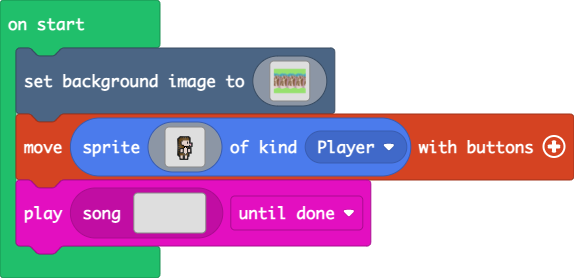 on start
set background image to
move sprite of kind Player with buttons
play song until done